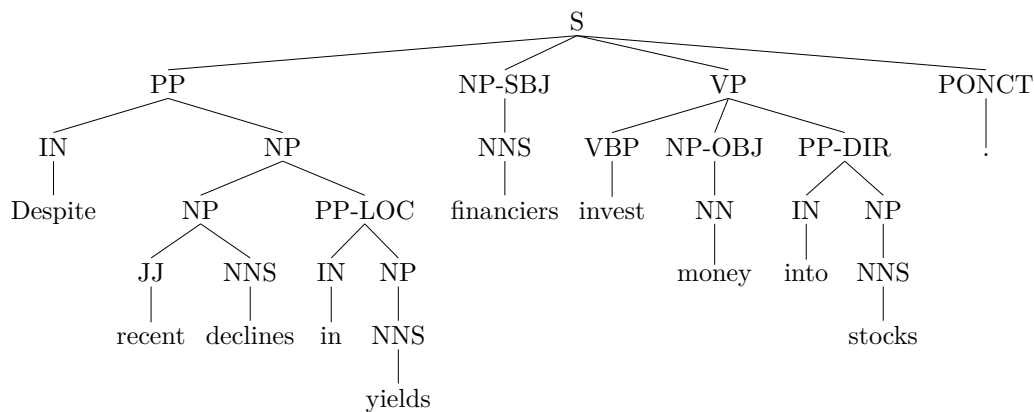 S
PP NP-SBJ VP PONCT
IN NP NNS VBP NP-OBJ PP-DIR .
Despite NP PP-LOC financiers invest NN IN NP
JJ NNS IN NP money into NNS
recent declines in NNS stocks
yields